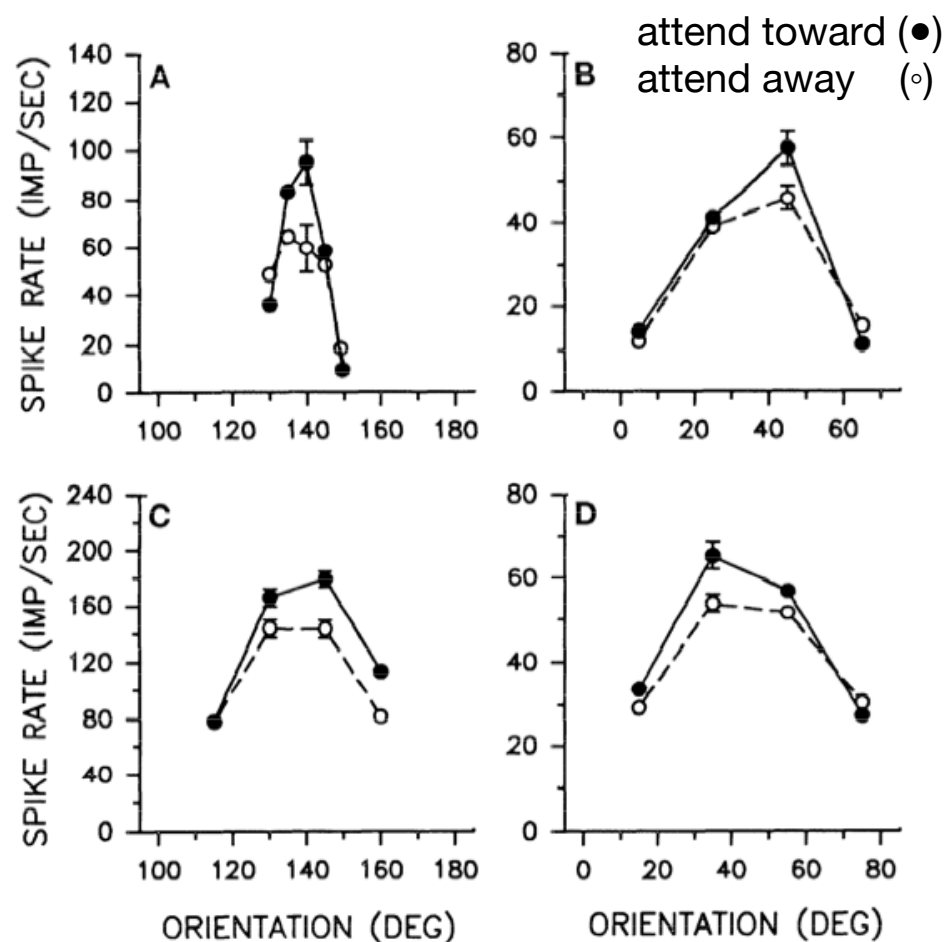 attend toward (●)
attend away (○)
A
140
120
100
80
60
40
20
0
100 120 140 160 180
SPIKE RATE (IMP/SEC)
B
80
60
40
20
0
0 20 40 60
C
240
200
160
120
80
40
0
100 120 140 160 180
SPIKE RATE (IMP/SEC)
ORIENTATION (DEG)
D
80
60
40
20
0
0 20 40 60 80
ORIENTATION (DEG)